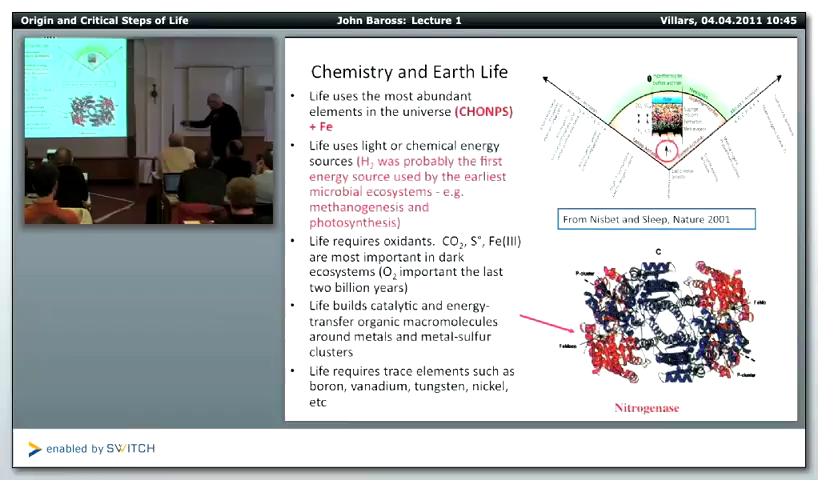 Origin and Critical Steps of Life
John Baross: Lecture 1
Villars, 04.04.2011 10:45
Chemistry and Earth Life
• Life uses the most abundant
elements in the universe (CHONPS)
+ Fe
• Life uses light or chemical energy
sources (H₂ was probably the first
energy source used by the earliest
microbial ecosystems - e.g.
methanogenesis and
photosynthesis)
• Life requires oxidants. CO₂, S°, Fe(III)
are most important in dark
ecosystems (O₂ important the last
two billion years)
• Life builds catalytic and energy-
transfer organic macromolecules
around metals and metal-sulfur
clusters
• Life requires trace elements such as
boron, vanadium, tungsten, nickel,
etc
From Nisbet and Sleep, Nature 2001
C
P-cluster
P-cluster
Nitrogenase
enabled by SWITCH